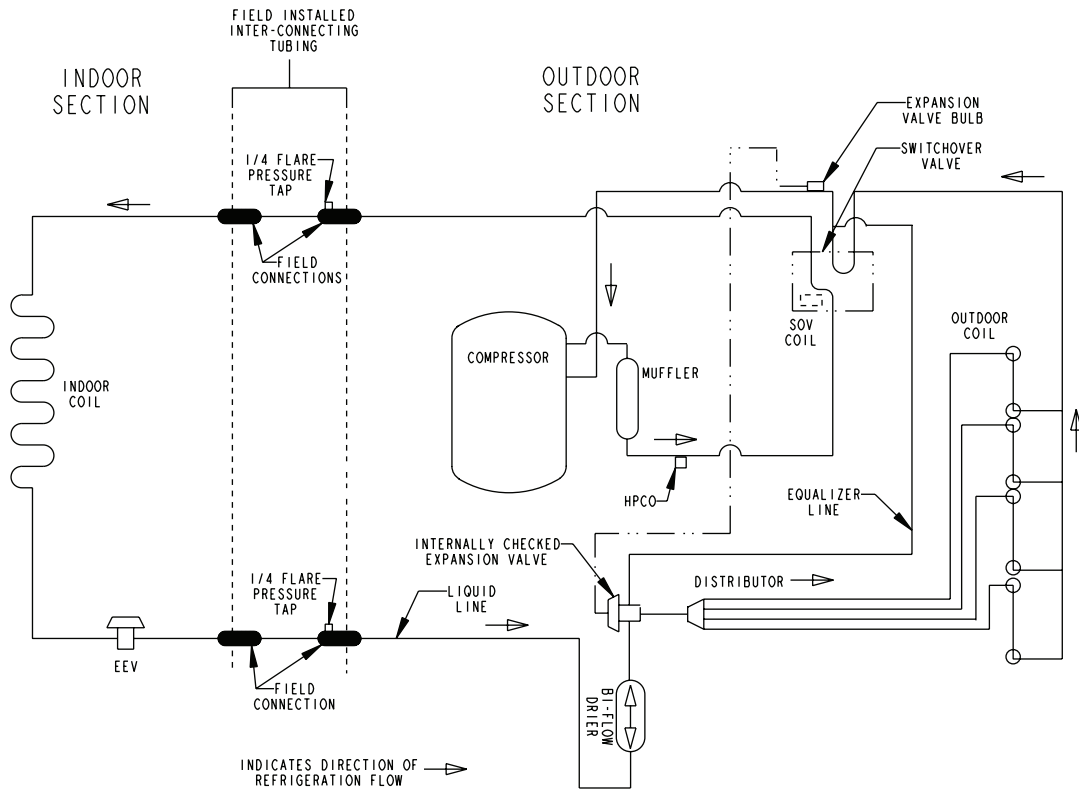 FIELD INSTALLED
INTER-CONNECTING
TUBING
INDOOR
SECTION
OUTDOOR
SECTION
EXPANSION
VALVE BULB
SWITCHOVER
VALVE
1/4 FLARE
PRESSURE
TAP
FIELD
CONNECTIONS
SOV
COIL
OUTDOOR
COIL
COMPRESSOR
MUFFLER
INDOOR
COIL
HPCO
EQUALIZER
LINE
INTERNALLY CHECKED
EXPANSION VALVE
DISTRIBUTOR
1/4 FLARE
PRESSURE
TAP
LIQUID
LINE
EEV
FIELD
CONNECTION
BI-FLOW
DRIER
INDICATES DIRECTION OF
REFRIGERATION FLOW